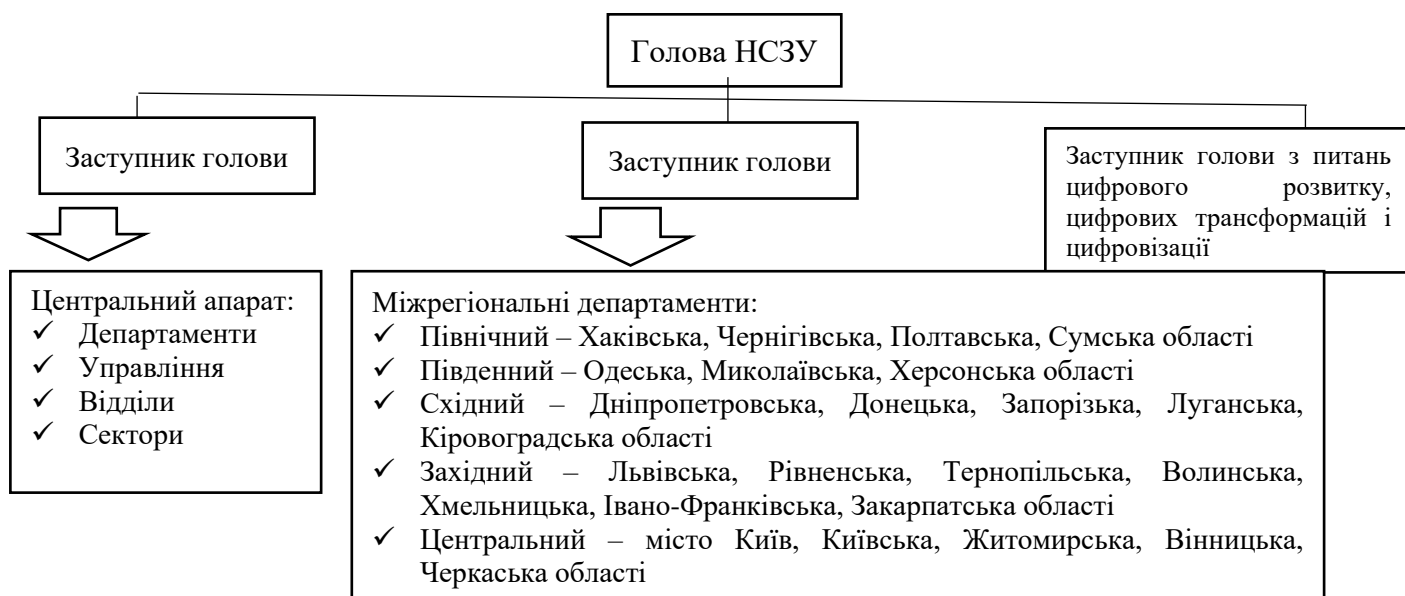 Голова НСЗУ
Заступник голови
Заступник голови
Заступник голови з питань
цифрового розвитку,
цифрових трансформацій і
цифровізації
Центральний апарат:
✓ Департаменти
✓ Управління
✓ Відділи
✓ Сектори
Міжрегіональні департаменти:
✓ Північний – Хаківська, Чернігівська, Полтавська, Сумська області
✓ Південний – Одеська, Миколаївська, Херсонська області
✓ Східний – Дніпропетровська, Донецька, Запорізька, Луганська,
Кіровоградська області
✓ Західний – Львівська, Рівненська, Тернопільська, Волинська,
Хмельницька, Івано-Франківська, Закарпатська області
✓ Центральний – місто Київ, Київська, Житомирська, Вінницька,
Черкаська області